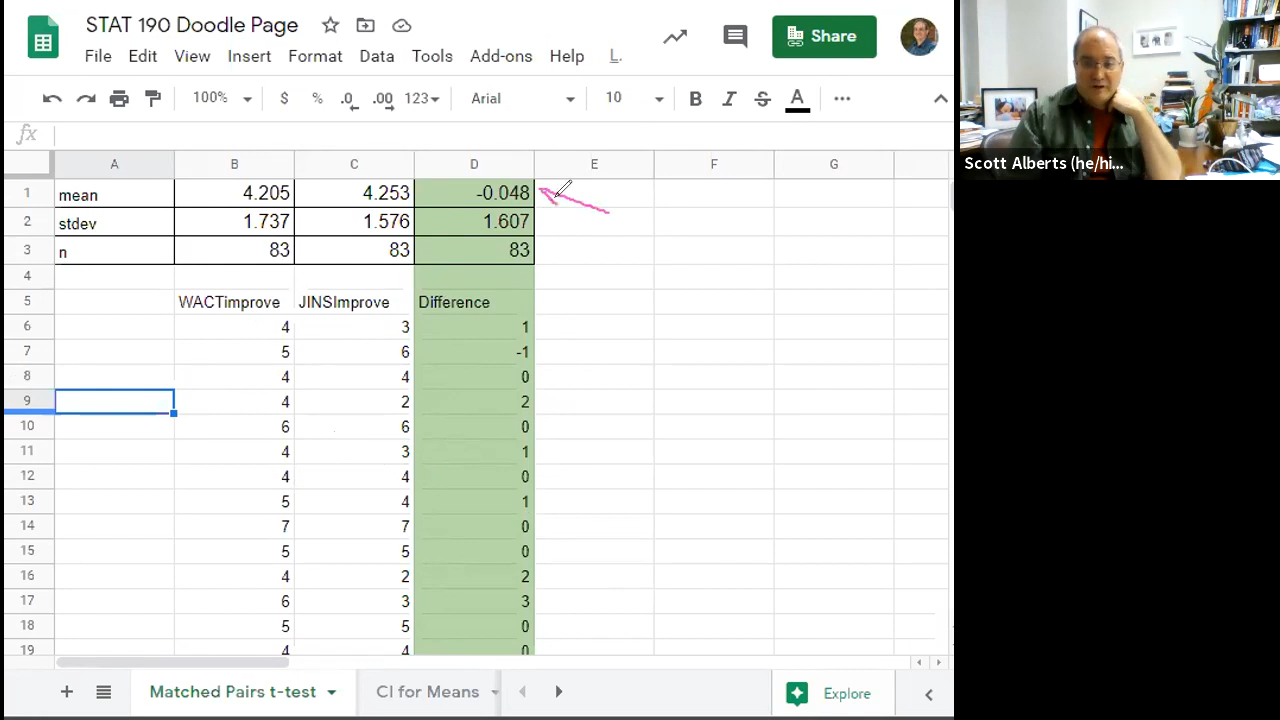 STAT 190 Doodle Page
Share
File Edit View Insert Format Data Tools Add-ons Help L.
100% $ % .0 .00 123 Arial 10 B I S A
fx
A B C D E F G
1 mean 4.205 4.253 -0.048
2 stdev 1.737 1.576 1.607
3 n 83 83 83
4
5 WACTimprove JINSImprove Difference
6 4 3 1
7 5 6 -1
8 4 4 0
9 4 2 2
10 6 6 0
11 4 3 1
12 4 4 0
13 5 4 1
14 7 7 0
15 5 5 0
16 4 2 2
17 6 3 3
18 5 5 0
19 4 4 0
Matched Pairs t-test CI for Means Explore
Scott Alberts (he/hi...